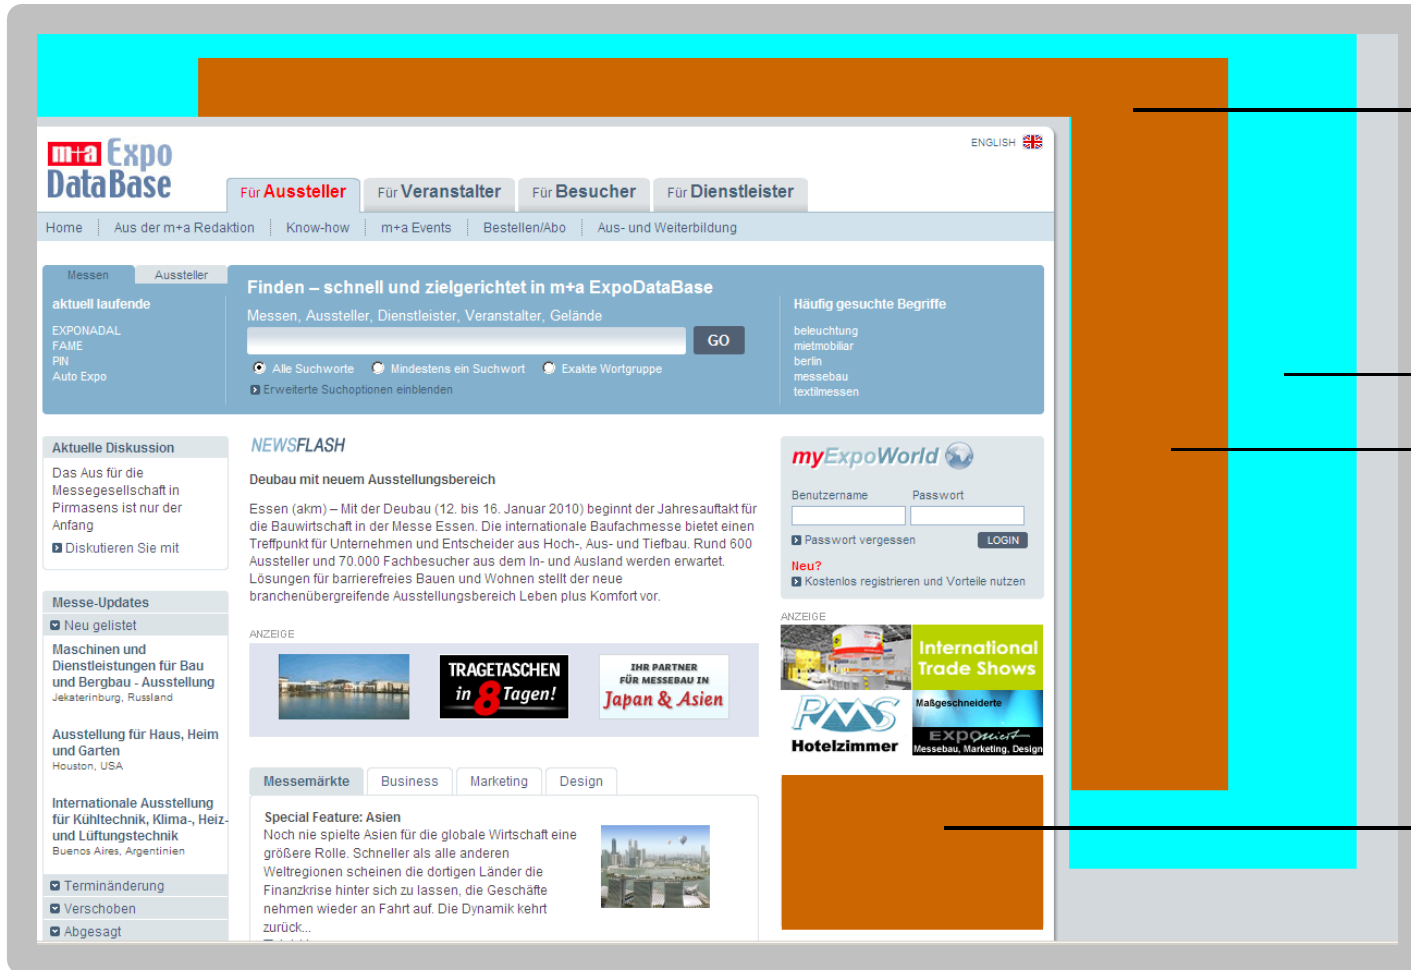 m+a Expo
DataBase
ENGLISH
Für Aussteller
Für Veranstalter
Für Besucher
Für Dienstleister
Home
Aus der m+a Redaktion
Know-how
m+a Events
Bestellen/Abo
Aus- und Weiterbildung
Messen
Aussteller
aktuell laufende
EXPONADAL
FAME
PIN
Auto Expo
Finden – schnell und zielgerichtet in m+a ExpoDataBase
Messen, Aussteller, Dienstleister, Veranstalter, Gelände
GO
Alle Suchworte
Mindestens ein Suchwort
Exakte Wortgruppe
Erweiterte Suchoptionen einblenden
Häufig gesuchte Begriffe
beleuchtung
mietmobiliar
berlin
messebau
textilmessen
Aktuelle Diskussion
Das Aus für die
Messegesellschaft in
Pirmasens ist nur der
Anfang
Diskutieren Sie mit
Messe-Updates
Neu gelistet
Maschinen und
Dienstleistungen für Bau
und Bergbau - Ausstellung
Jekaterinburg, Russland
Ausstellung für Haus, Heim
und Garten
Houston, USA
Internationale Ausstellung
für Kühltechnik, Klima-, Heiz-
und Lüftungstechnik
Buenos Aires, Argentinien
Terminänderung
Verschoben
Abgesagt
NEWSFLASH
Deubau mit neuem Ausstellungsbereich
Essen (akm) – Mit der Deubau (12. bis 16. Januar 2010) beginnt der Jahresauftakt für
die Bauwirtschaft in der Messe Essen. Die internationale Baufachmesse bietet einen
Treffpunkt für Unternehmen und Entscheider aus Hoch-, Aus- und Tiefbau. Rund 600
Aussteller und 70.000 Fachbesucher aus dem In- und Ausland werden erwartet.
Lösungen für barrierefreies Bauen und Wohnen stellt der neue
branchenübergreifende Ausstellungsbereich Leben plus Komfort vor.
ANZEIGE
TRAGETASCHEN
in 8 Tagen!
IHR PARTNER
FÜR MESSEBAU IN
Japan & Asien
Messemärkte
Business
Marketing
Design
Special Feature: Asien
Noch nie spielte Asien für die globale Wirtschaft eine
größere Rolle. Schneller als alle anderen
Weltregionen scheinen die dortigen Länder die
Finanzkrise hinter sich zu lassen, die Geschäfte
nehmen wieder an Fahrt auf. Die Dynamik kehrt
zurück...
myExpoWorld
Benutzername
Passwort
Passwort vergessen
LOGIN
Neu?
Kostenlos registrieren und Vorteile nutzen
ANZEIGE
International
Trade Shows
RMS
Hotelzimmer
Maßgeschneiderte
EXPOniert
Messebau, Marketing, Design